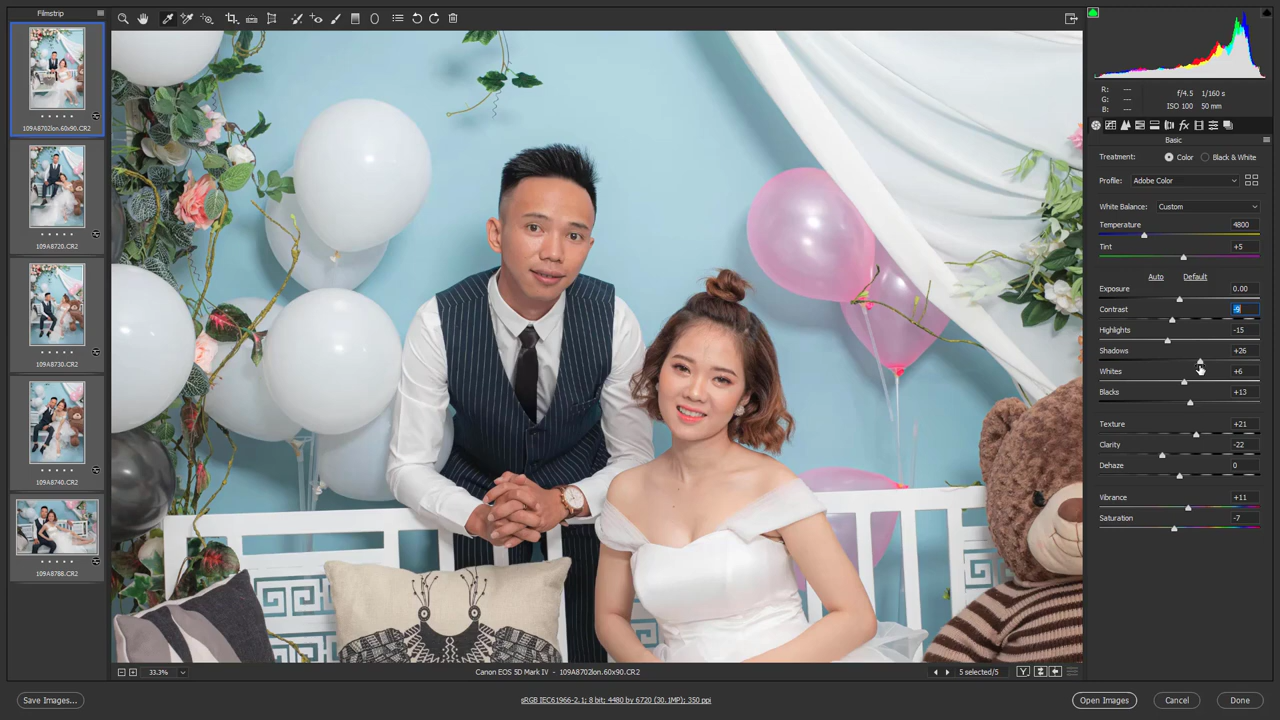 Filmstrip
109A8702lon.60x90.CR2
109A8720.CR2
109A8730.CR2
109A8740.CR2
109A8788.CR2
Save Images...
33.3%
Canon EOS 5D Mark IV - 109A8702lon.60x90.CR2
5 selected/5
Y
sRGB IEC61966-2.1; 8 bit; 4480 by 6720 (30.1MP); 350 ppi
R: ---
G: ---
B: ---
f/4.5 1/160 s
ISO 100 50 mm
fx
Basic
Treatment: Color Black & White
Profile: Adobe Color
White Balance: Custom
Temperature 4800
Tint +5
Auto Default
Exposure 0.00
Contrast -9
Highlights -15
Shadows +26
Whites +6
Blacks +13
Texture +21
Clarity -22
Dehaze 0
Vibrance +11
Saturation -7
Open Images
Cancel
Done